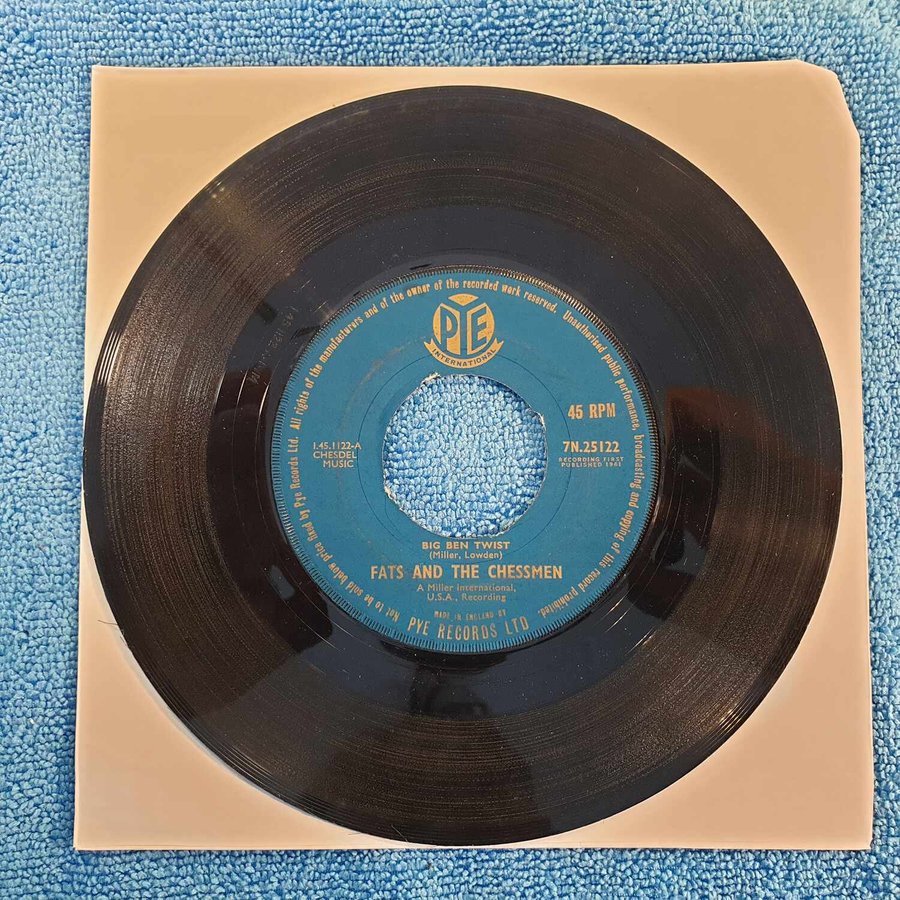 Not to be sold below price fixed by Pye Records Ltd. All rights of the manufacturers and of the owner of the recorded work reserved. Unauthorised public performance, broadcasting and copying of this record prohibited.
PYE
INTERNATIONAL
45 RPM
I.45.1122-A
CHESDEL
MUSIC
7N.25122
RECORDING FIRST
PUBLISHED 1961
BIG BEN TWIST
(Miller, Lowden)
FATS AND THE CHESSMEN
A Miller International,
U.S.A., Recording
MADE IN ENGLAND BY
PYE RECORDS LTD